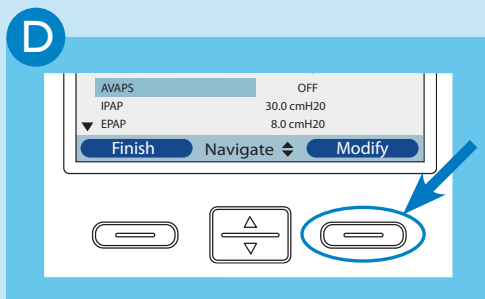 D
AVAPS OFF
IPAP 30.0 cmH20
EPAP 8.0 cmH20
Finish Navigate Modify